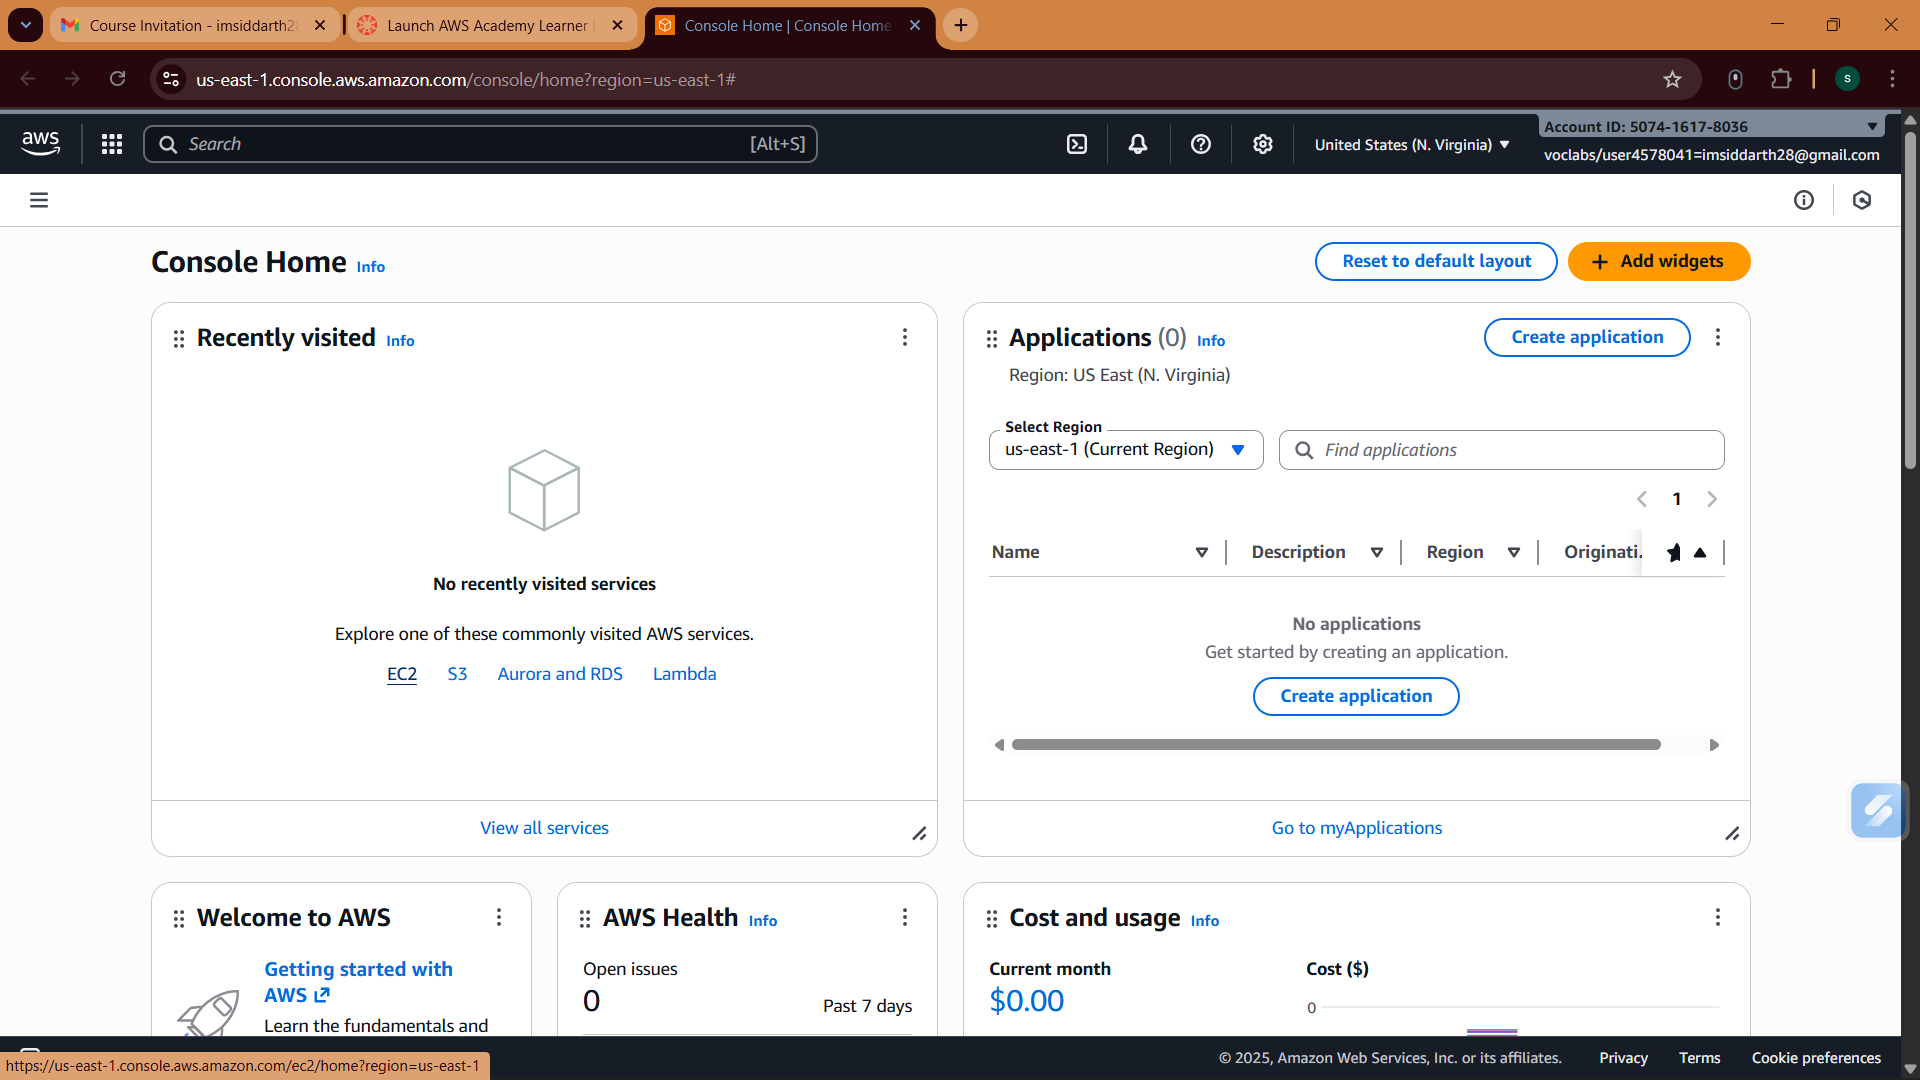 Course Invitation - imsiddarth2
Launch AWS Academy Learner L
Console Home | Console Home
us-east-1.console.aws.amazon.com/console/home?region=us-east-1#
S
aws
Search
[Alt+S]
United States (N. Virginia)
Account ID: 5074-1617-8036
voclabs/user4578041=imsiddarth28@gmail.com
Console Home Info
Reset to default layout
Add widgets
Recently visited Info
No recently visited services
Explore one of these commonly visited AWS services.
EC2 S3 Aurora and RDS Lambda
View all services
Applications (0) Info
Create application
Region: US East (N. Virginia)
Select Region
us-east-1 (Current Region)
Find applications
1
Name Description Region Originati.
No applications
Get started by creating an application.
Create application
Go to myApplications
Welcome to AWS
Getting started with
AWS
Learn the fundamentals and
AWS Health Info
Open issues
0
Past 7 days
Cost and usage Info
Current month
$0.00
Cost ($)
0
https://us-east-1.console.aws.amazon.com/ec2/home?region=us-east-1
© 2025, Amazon Web Services, Inc. or its affiliates. Privacy Terms Cookie preferences